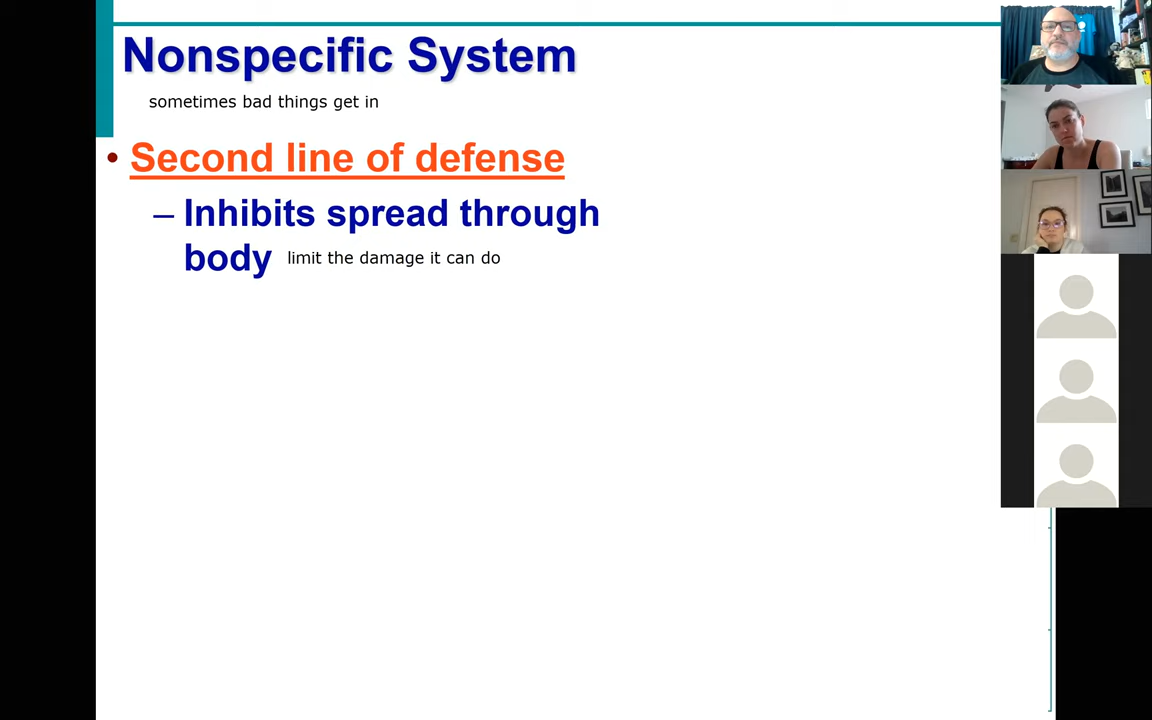 Nonspecific System
sometimes bad things get in
• Second line of defense
– Inhibits spread through
body limit the damage it can do